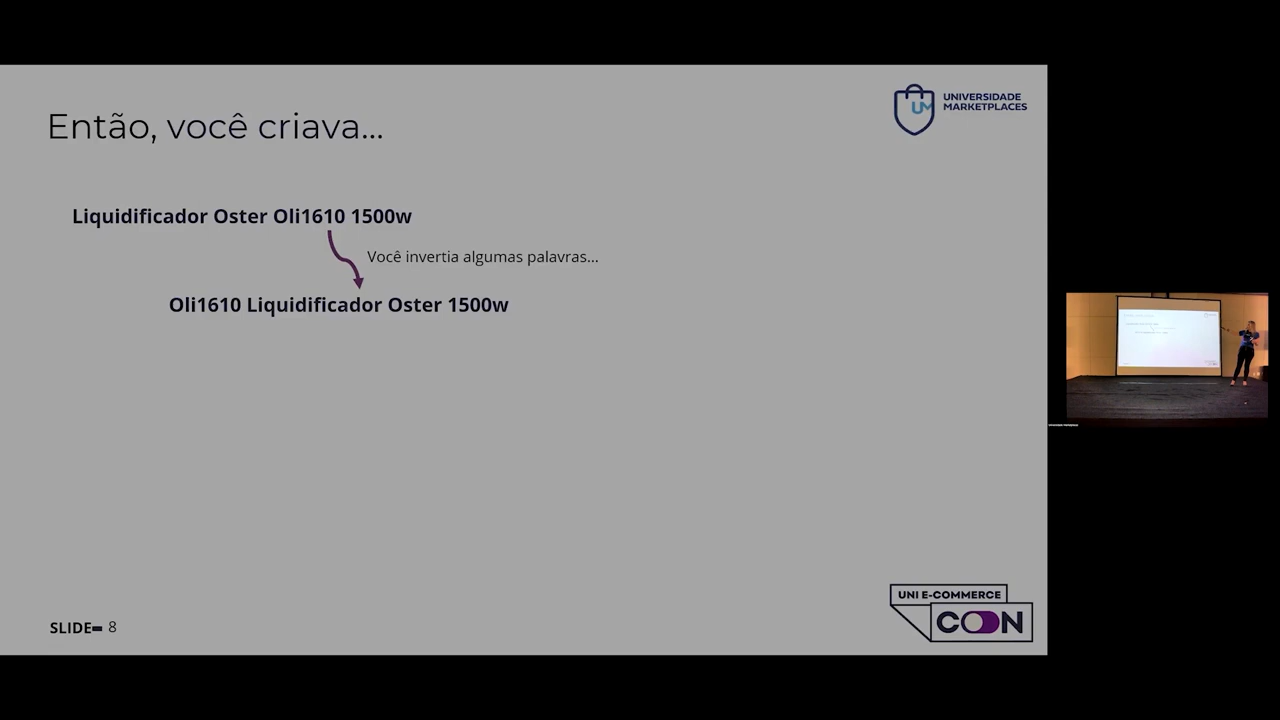 Então, você criava...
UNIVERSIDADE
MARKETPLACES
Liquidificador Oster Oli1610 1500w
Você invertia algumas palavras...
Oli1610 Liquidificador Oster 1500w
SLIDE 8
UNI E-COMMERCE
CON